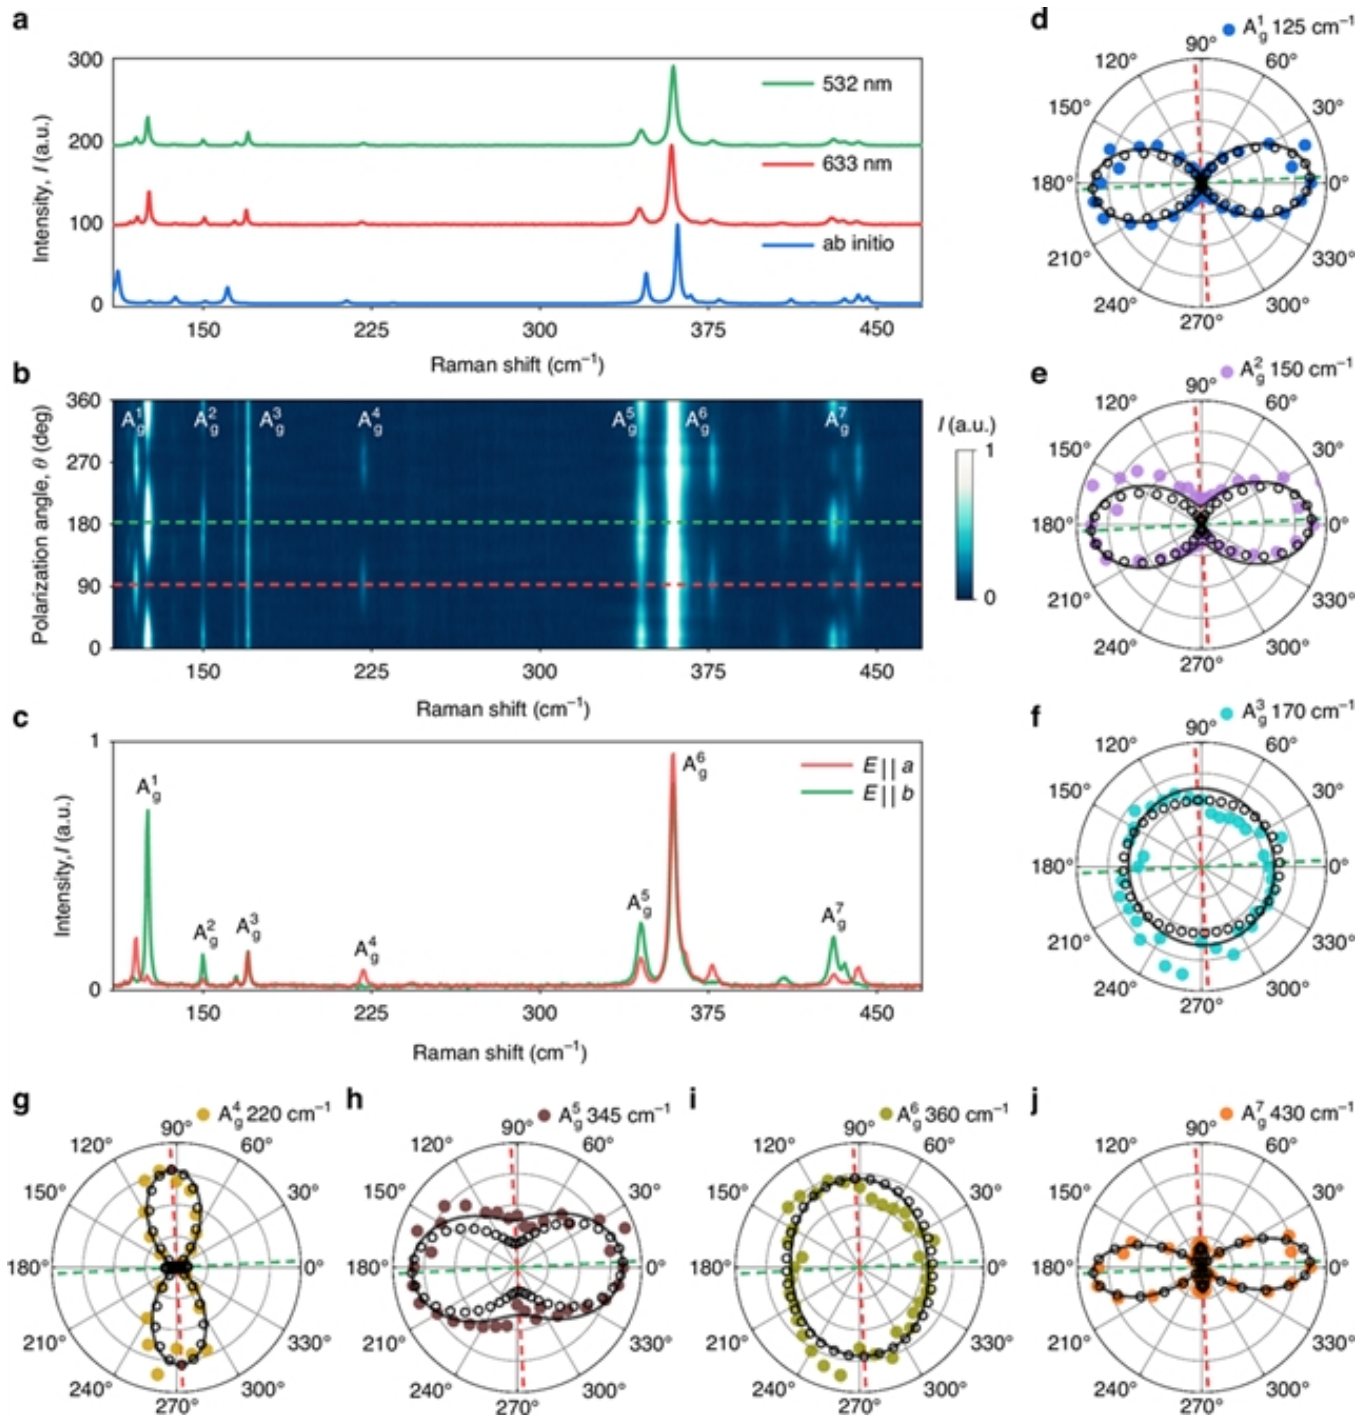 a
300
200
100
0
Intensity, I (a.u.)
532 nm
633 nm
ab initio
150 225 300 375 450
Raman shift (cm⁻¹)
b
360
270
180
90
0
Polarization angle, θ (deg)
A¹g A²g A³g A⁴g A⁵g A⁶g A⁷g
I (a.u.)
1
0
150 225 300 375 450
Raman shift (cm⁻¹)
c
1
0
Intensity,I (a.u.)
A¹g A²g A³g A⁴g A⁵g A⁶g A⁷g
E || a
E || b
150 225 300 375 450
Raman shift (cm⁻¹)
d
A¹g 125 cm⁻¹
90°
120° 60°
150° 30°
180° 0°
210° 330°
240° 300°
270°
e
A²g 150 cm⁻¹
90°
120° 60°
150° 30°
180° 0°
210° 330°
240° 300°
270°
f
A³g 170 cm⁻¹
90°
120° 60°
150° 30°
180° 0°
210° 330°
240° 300°
270°
g
A⁴g 220 cm⁻¹
90°
120° 60°
150° 30°
180° 0°
210° 330°
240° 300°
270°
h
A⁵g 345 cm⁻¹
90°
120° 60°
150° 30°
180° 0°
210° 330°
240° 300°
270°
i
A⁶g 360 cm⁻¹
90°
120° 60°
150° 30°
180° 0°
210° 330°
240° 300°
270°
j
A⁷g 430 cm⁻¹
90°
120° 60°
150° 30°
180° 0°
210° 330°
240° 300°
270°